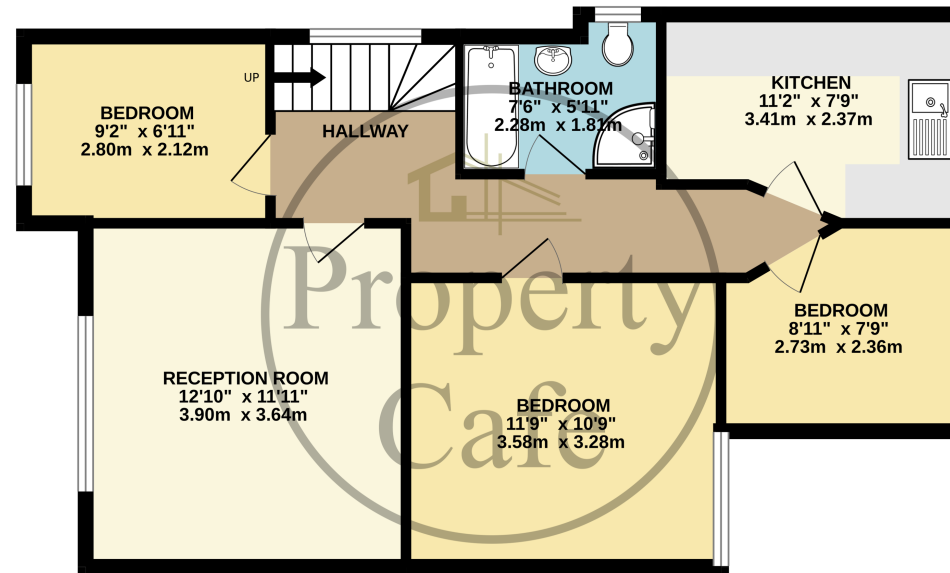 UP
BEDROOM
9'2" x 6'11"
2.80m x 2.12m
HALLWAY
BATHROOM
7'6" x 5'11"
2.28m x 1.81m
KITCHEN
11'2" x 7'9"
3.41m x 2.37m
BEDROOM
8'11" x 7'9"
2.73m x 2.36m
RECEPTION ROOM
12'10" x 11'11"
3.90m x 3.64m
BEDROOM
11'9" x 10'9"
3.58m x 3.28m
Property
Cafe